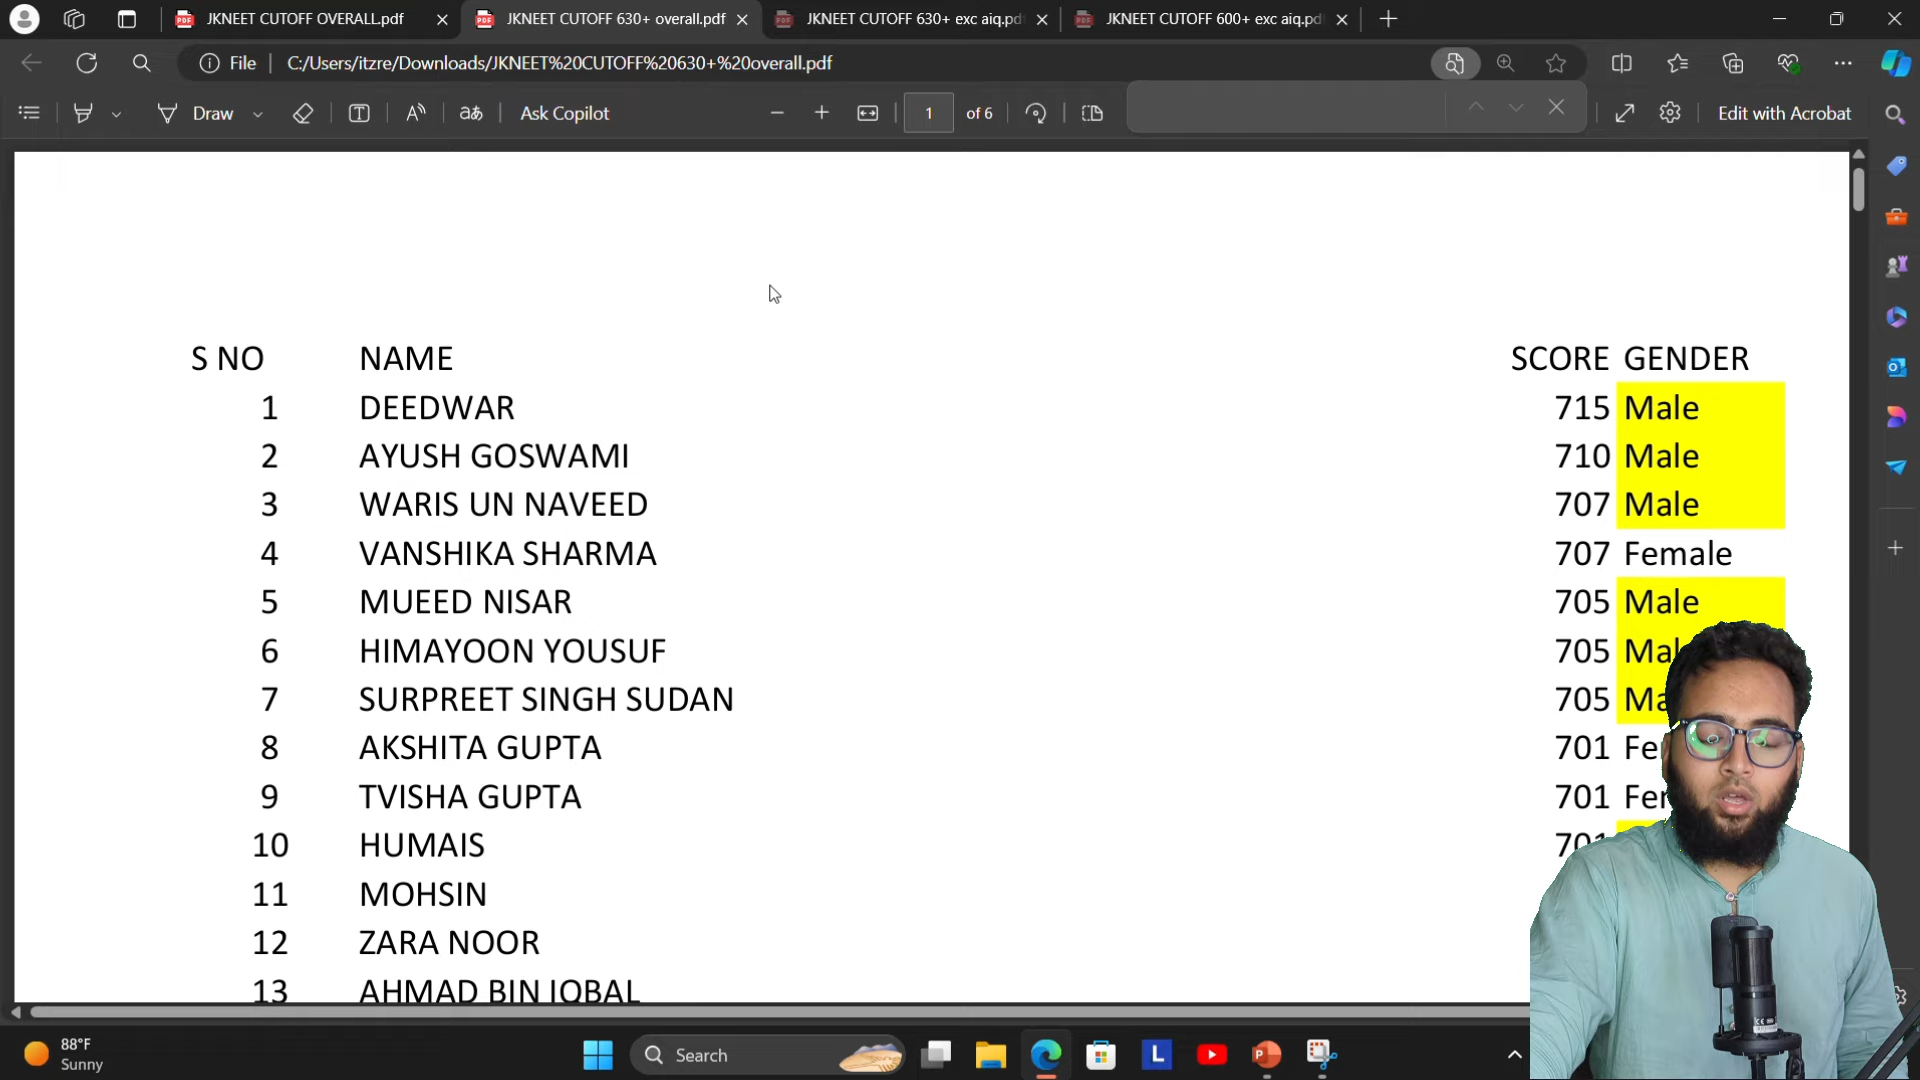 JKNEET CUTOFF OVERALL.pdf
JKNEET CUTOFF 630+ overall.pdf
JKNEET CUTOFF 630+ exc aiq.pd
JKNEET CUTOFF 600+ exc aiq.pd
File
C:/Users/itzre/Downloads/JKNEET%20CUTOFF%20630+%20overall.pdf
Draw
Ask Copilot
1 of 6
Edit with Acrobat
S NO NAME SCORE GENDER
1 DEEDWAR 715 Male
2 AYUSH GOSWAMI 710 Male
3 WARIS UN NAVEED 707 Male
4 VANSHIKA SHARMA 707 Female
5 MUEED NISAR 705 Male
6 HIMAYOON YOUSUF 705 Mal
7 SURPREET SINGH SUDAN 705 Ma
8 AKSHITA GUPTA 701 Fe
9 TVISHA GUPTA 701 Fe
10 HUMAIS 701
11 MOHSIN
12 ZARA NOOR
13 AHMAD BIN IQBAL
88°F
Sunny
Search